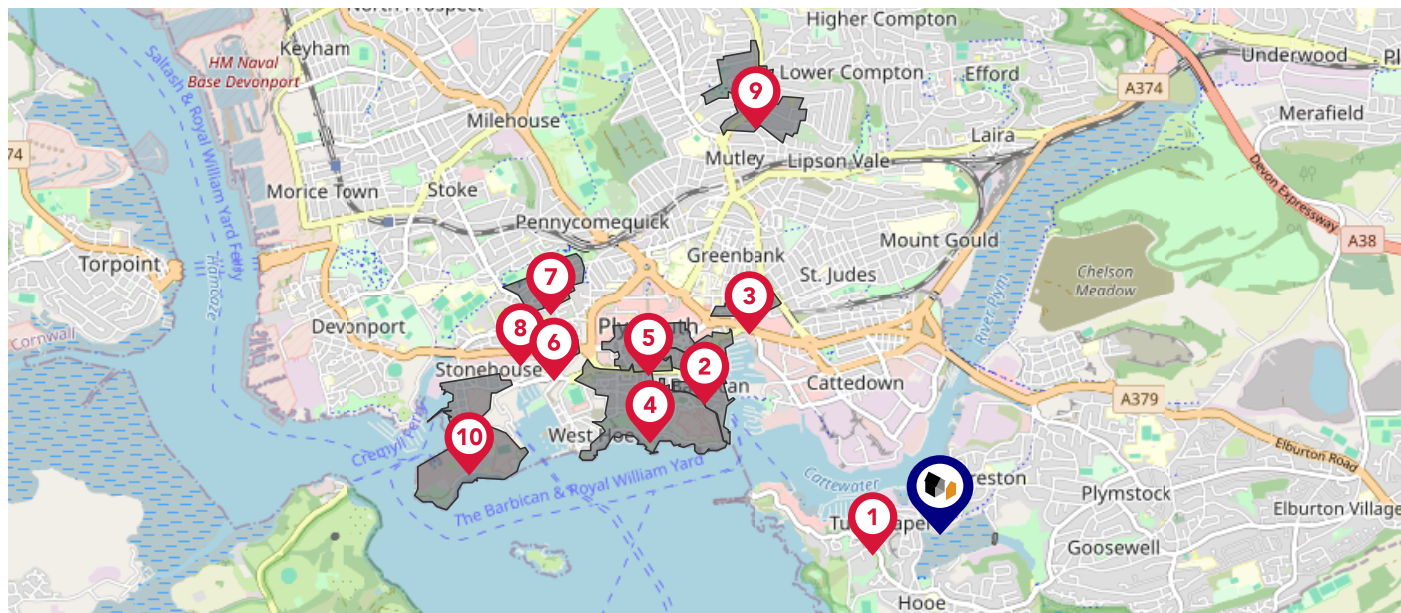 North Prospect
Higher Compton
Keyham
Underwood
HM Naval
Base Devonport
Saltash & Royal William Yard Ferry
9
Lower Compton
Efford
A374
Merafield
Milehouse
Laira
74
Mutley
Lipson Vale
Devon Expressway
Morice Town
Stoke
Pennycomequick
Mount Gould
A38
Greenbank
Torpoint
Hamoaze
7
St. Judes
Chelson
Meadow
3
River Plym
Cornwall
Devonport
8
6
5
Stonehouse
2
Cattedown
A379
4
10
West Hoe
Cremyll Ferry
Elburton Road
The Barbican & Royal William Yard
Cattewater
Plymstock
Elburton Village
1
Goosewell
Hooe